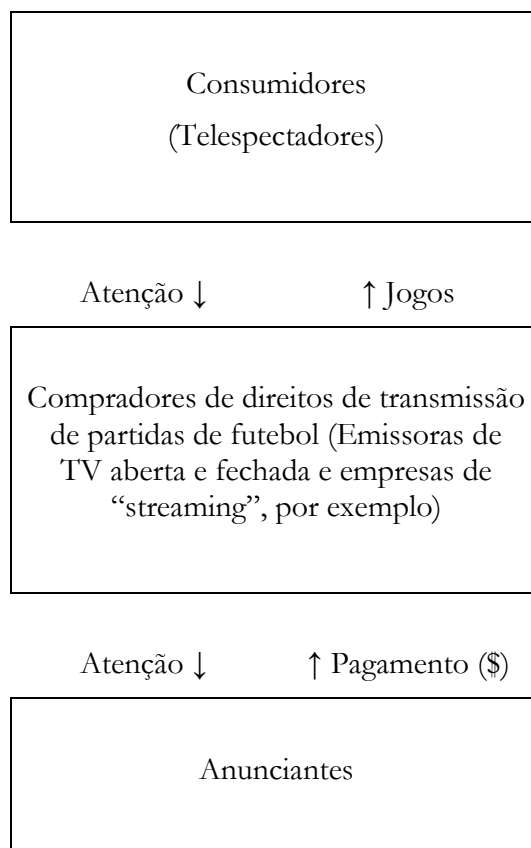 Consumidores
(Telespectadores)
Atenção ↓ ↑ Jogos
Compradores de direitos de transmissão
de partidas de futebol (Emissoras de
TV aberta e fechada e empresas de
“streaming”, por exemplo)
Atenção ↓ ↑ Pagamento ($)
Anunciantes